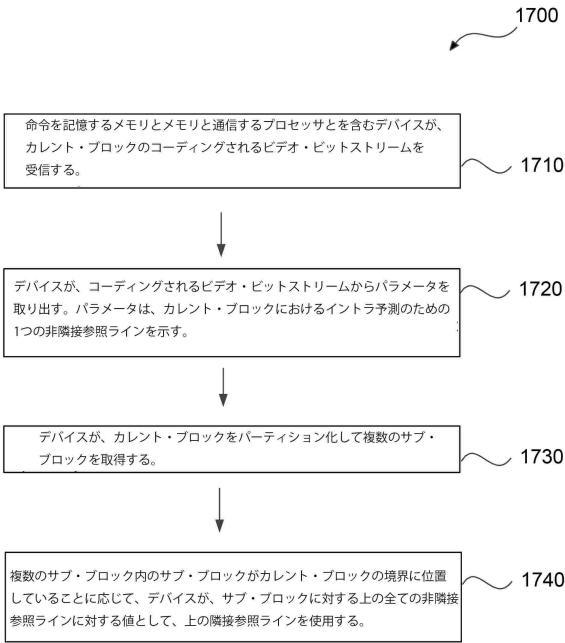 1700
命令を記憶するメモリとメモリと通信するプロセッサとを含むデバイスが、
カレント・ブロックのコーディングされるビデオ・ビットストリームを
受信する。
1710
デバイスが、コーディングされるビデオ・ビットストリームからパラメータを
取り出す。パラメータは、カレント・ブロックにおけるイントラ予測のための
1つの非隣接参照ラインを示す。
1720
デバイスが、カレント・ブロックをパーティション化して複数のサブ・
ブロックを取得する。
1730
複数のサブ・ブロック内のサブ・ブロックがカレント・ブロックの境界に位置
していることに応じて、デバイスが、サブ・ブロックに対する上の全ての非隣接
参照ラインに対する値として、上の隣接参照ラインを使用する。
1740